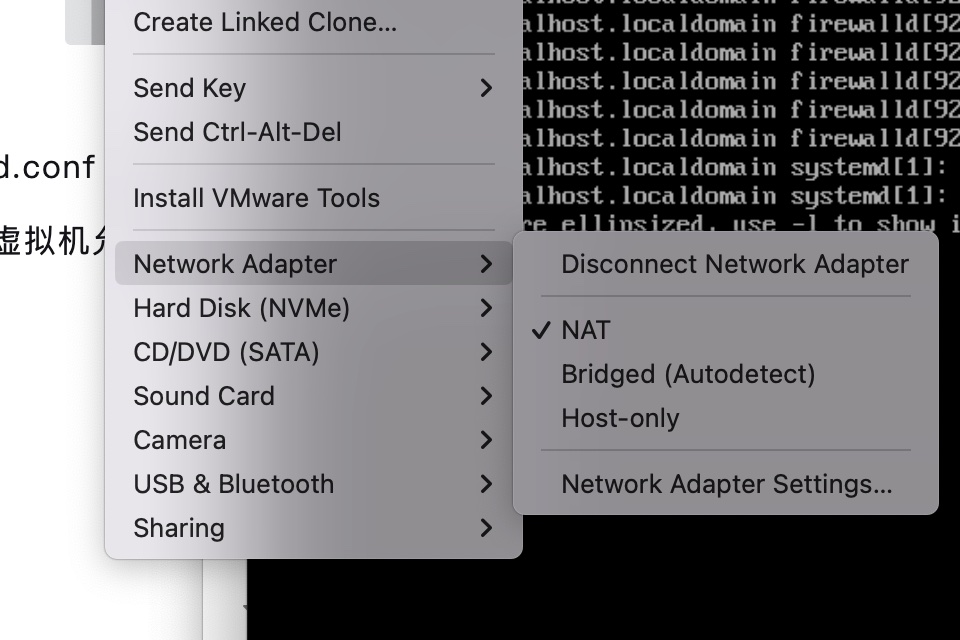 Create Linked Clone...
Send Key
Send Ctrl-Alt-Del
Install VMware Tools
Network Adapter
Hard Disk (NVMe)
CD/DVD (SATA)
Sound Card
Camera
USB & Bluetooth
Sharing
Disconnect Network Adapter
NAT
Bridged (Autodetect)
Host-only
Network Adapter Settings...
d.conf
虚拟机
alhost.localdomain firewalld[92
alhost.localdomain firewalld[92
alhost.localdomain firewalld[92
alhost.localdomain firewalld[92
alhost.localdomain firewalld[92
alhost.localdomain systemd[1]:
alhost.localdomain systemd[1]:
re ellipsized, use -l to show i